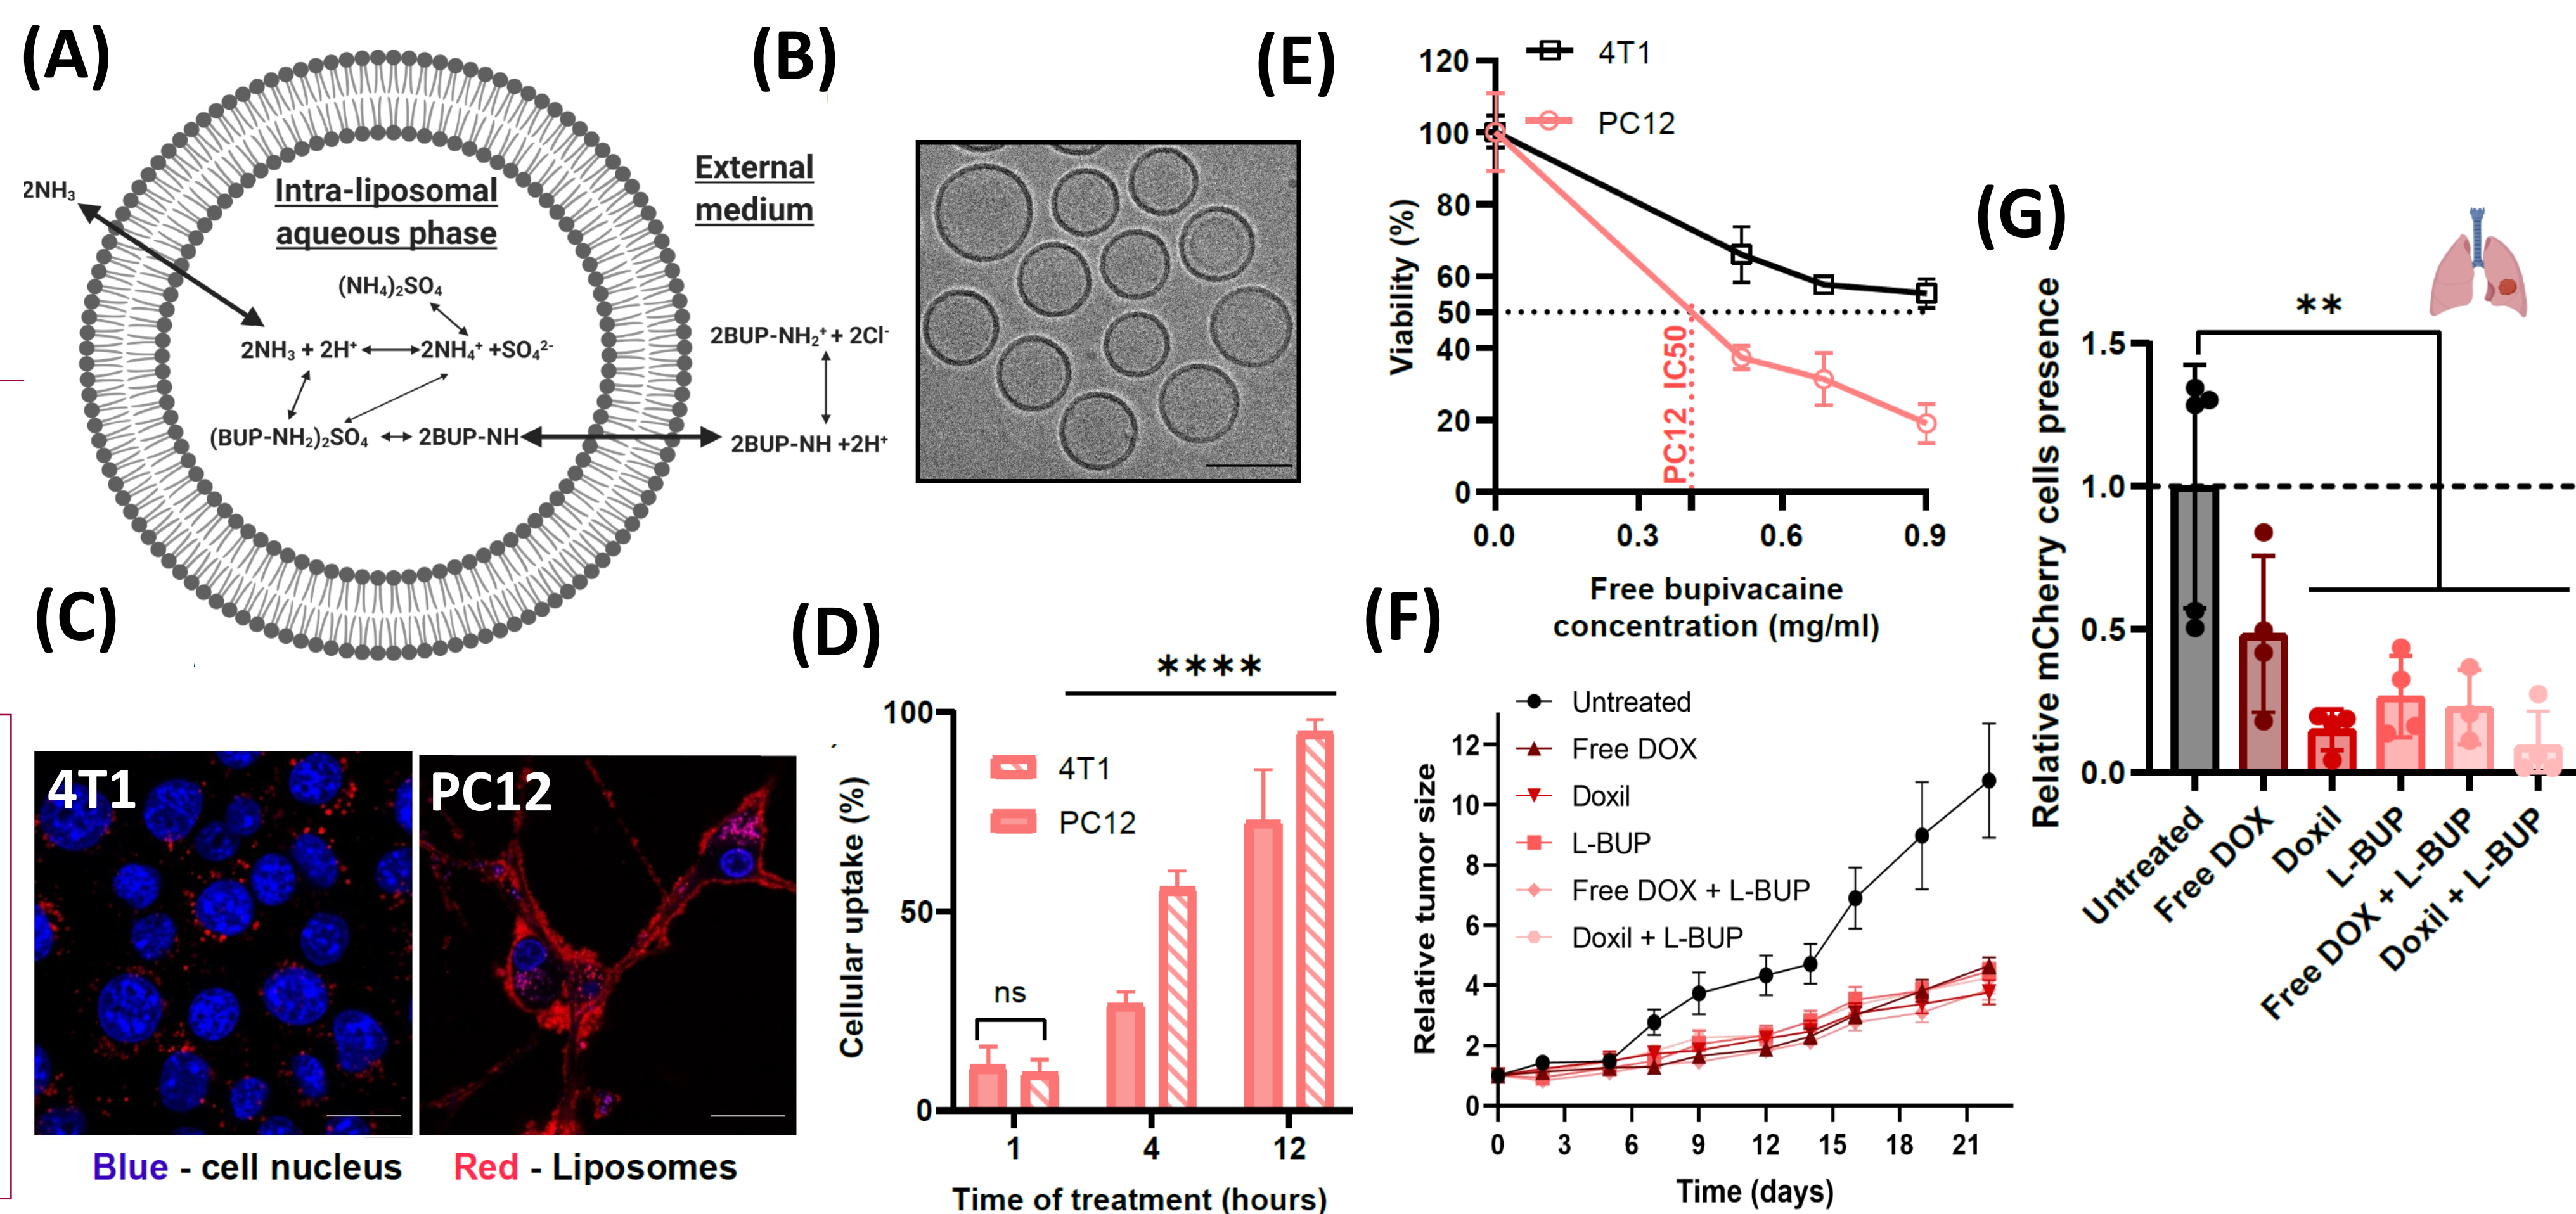 (A)
Intra-liposomal
aqueous phase
External
medium
2NH₃
(NH₄)₂SO₄
2NH₃ + 2H⁺
2NH₄⁺ +SO₄²⁻
(BUP-NH₂)₂SO₄
2BUP-NH
2BUP-NH₂⁺ + 2Cl⁻
2BUP-NH +2H⁺
(B)
(C)
4T1
PC12
Blue - cell nucleus
Red - Liposomes
(D)
****
ns
4T1
PC12
Cellular uptake (%)
100
50
0
1
4
12
Time of treatment (hours)
(E)
4T1
PC12
Viability (%)
120
100
80
60
50
40
20
0
PC12 IC50
0.0
0.3
0.6
0.9
Free bupivacaine
concentration (mg/ml)
(F)
Untreated
Free DOX
Doxil
L-BUP
Free DOX + L-BUP
Doxil + L-BUP
Relative tumor size
12
10
8
6
4
2
0
0
3
6
9
12
15
18
21
Time (days)
(G)
**
Relative mCherry cells presence
1.5
1.0
0.5
0.0
Untreated
Free DOX
Doxil
L-BUP
Free DOX + L-BUP
Doxil + L-BUP